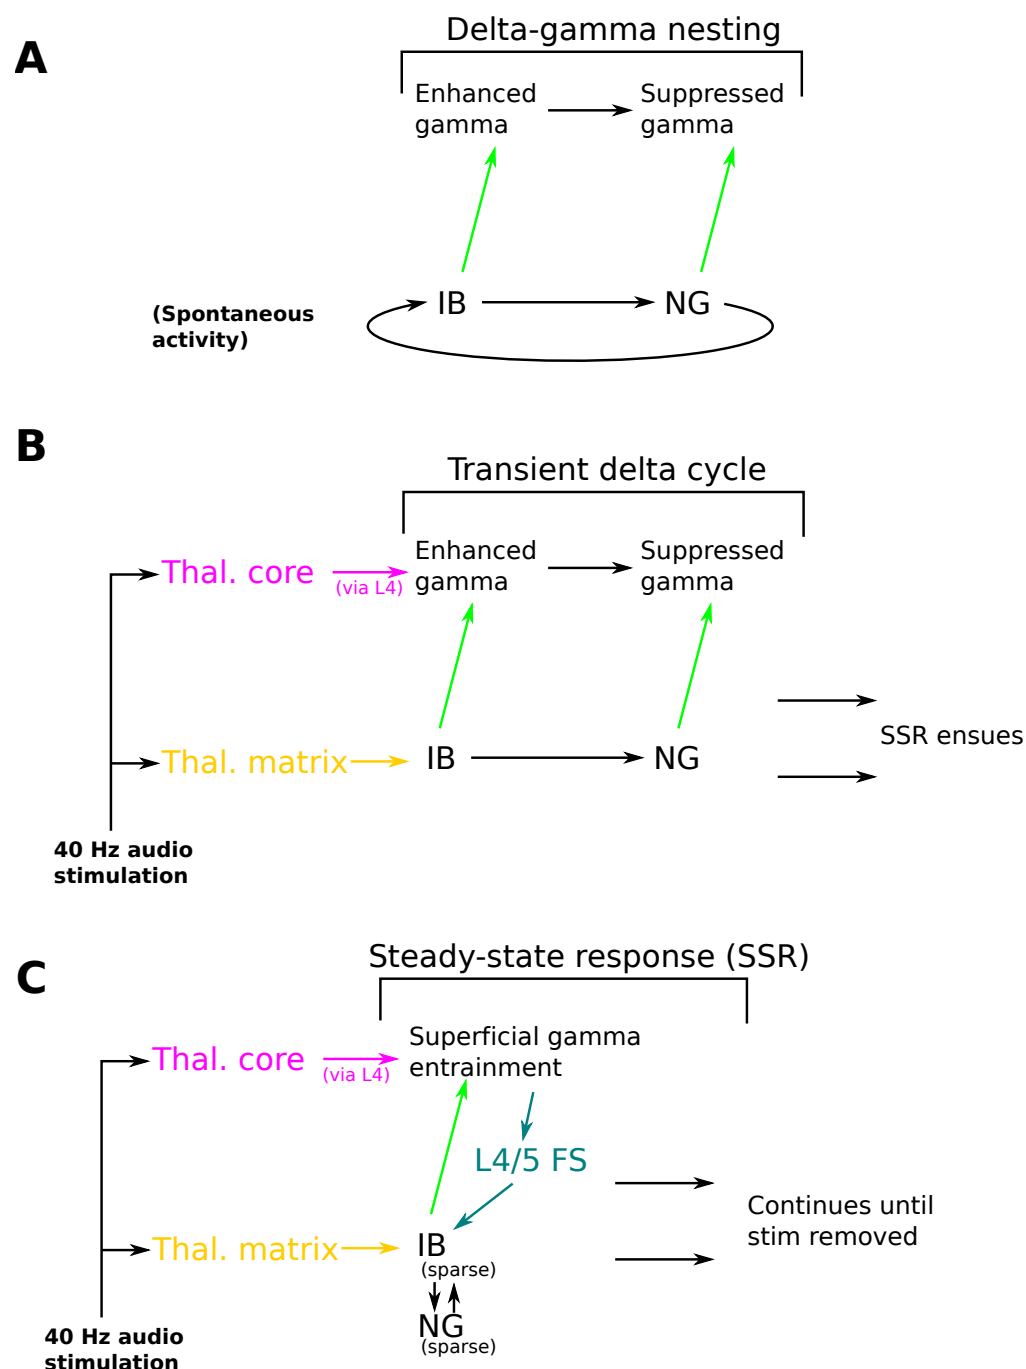 A
Delta-gamma nesting
Enhanced
gamma
Suppressed
gamma
(Spontaneous
activity)
IB
NG
B
Transient delta cycle
Thal. core
(via L4)
Enhanced
gamma
Suppressed
gamma
Thal. matrix
IB
NG
SSR ensues
40 Hz audio
stimulation
C
Steady-state response (SSR)
Thal. core
(via L4)
Superficial gamma
entrainment
L4/5 FS
Thal. matrix
IB
(sparse)
NG
(sparse)
Continues until
stim removed
40 Hz audio
stimulation